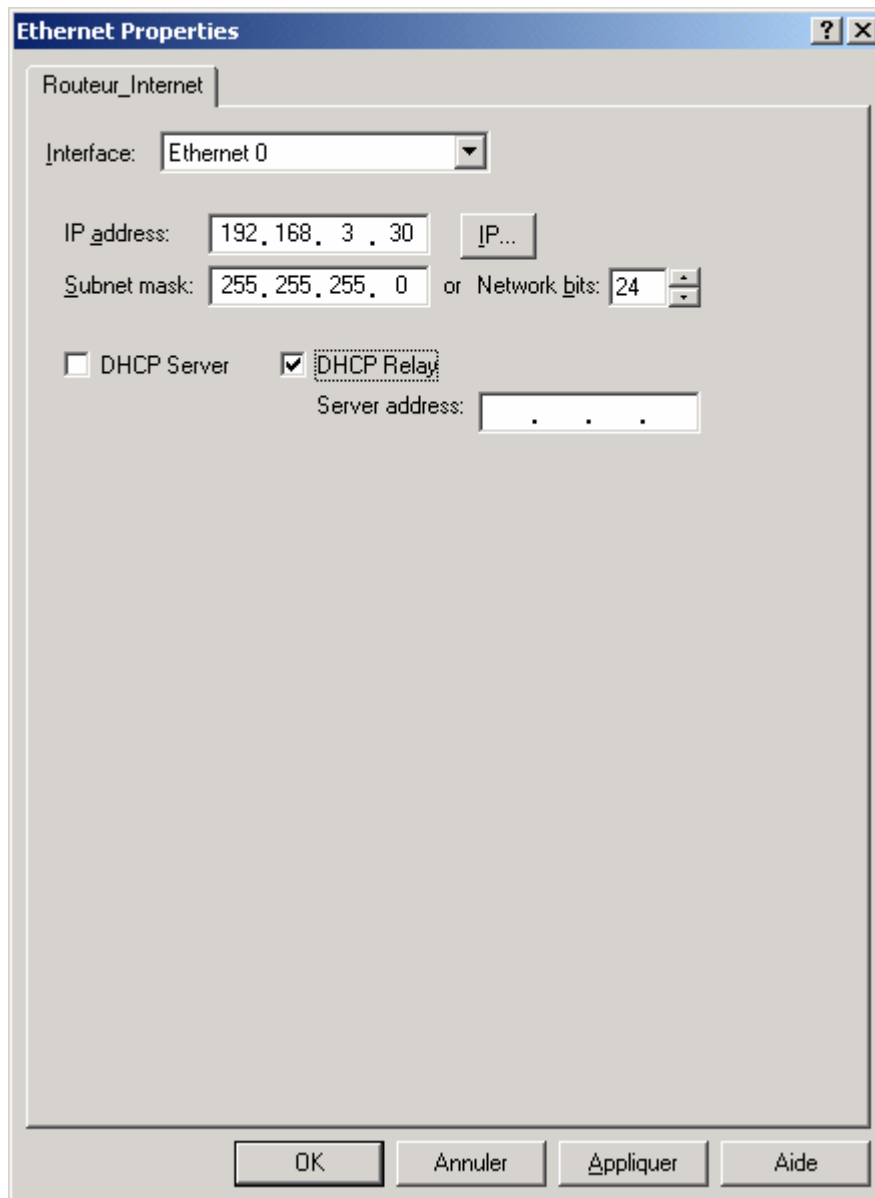 Ethernet Properties
Routeur_Internet
Interface: Ethernet 0
IP address: 192.168. 3 . 30 IP...
Subnet mask: 255.255.255. 0 or Network bits: 24
DHCP Server DHCP Relay
Server address: . . .
OK Annuler Appliquer Aide